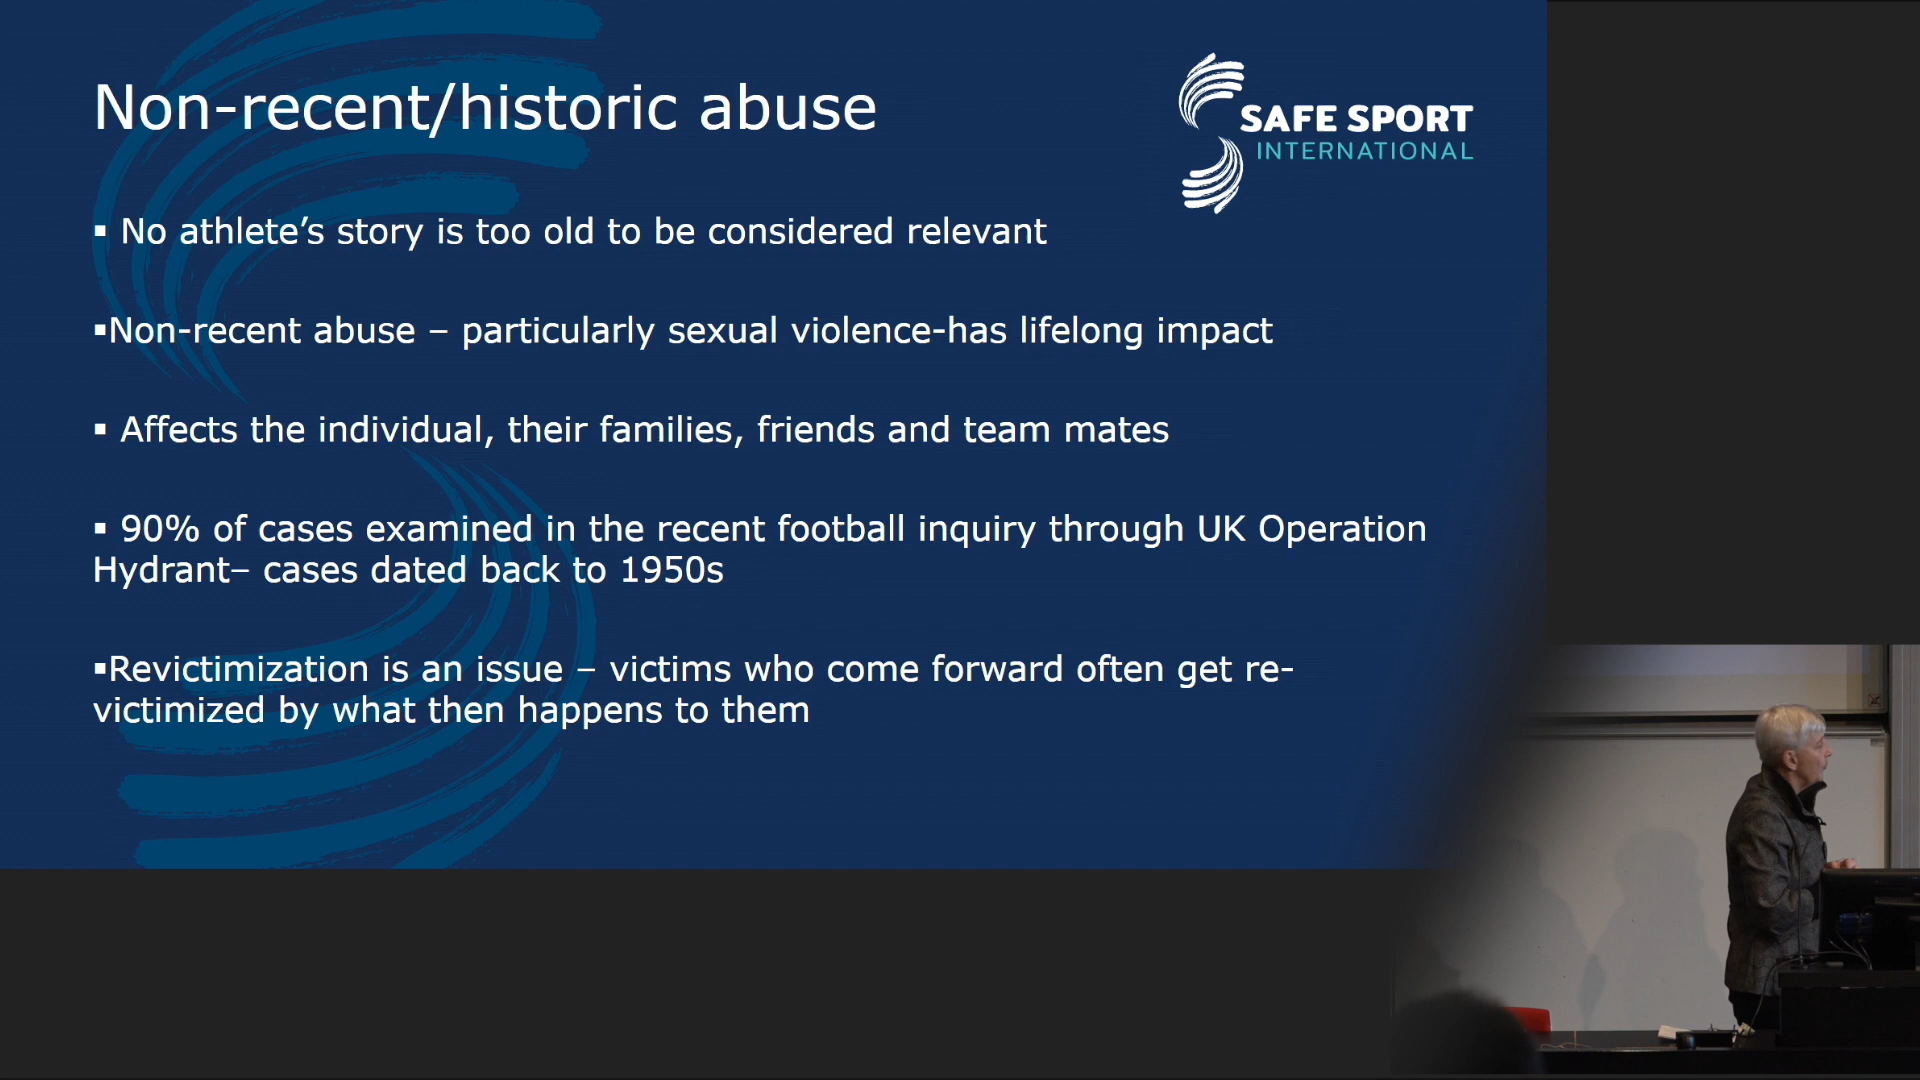 Non-recent/historic abuse
SAFE SPORT
INTERNATIONAL
▪ No athlete’s story is too old to be considered relevant
▪Non-recent abuse – particularly sexual violence-has lifelong impact
▪ Affects the individual, their families, friends and team mates
▪ 90% of cases examined in the recent football inquiry through UK Operation
Hydrant– cases dated back to 1950s
▪Revictimization is an issue – victims who come forward often get re-
victimized by what then happens to them